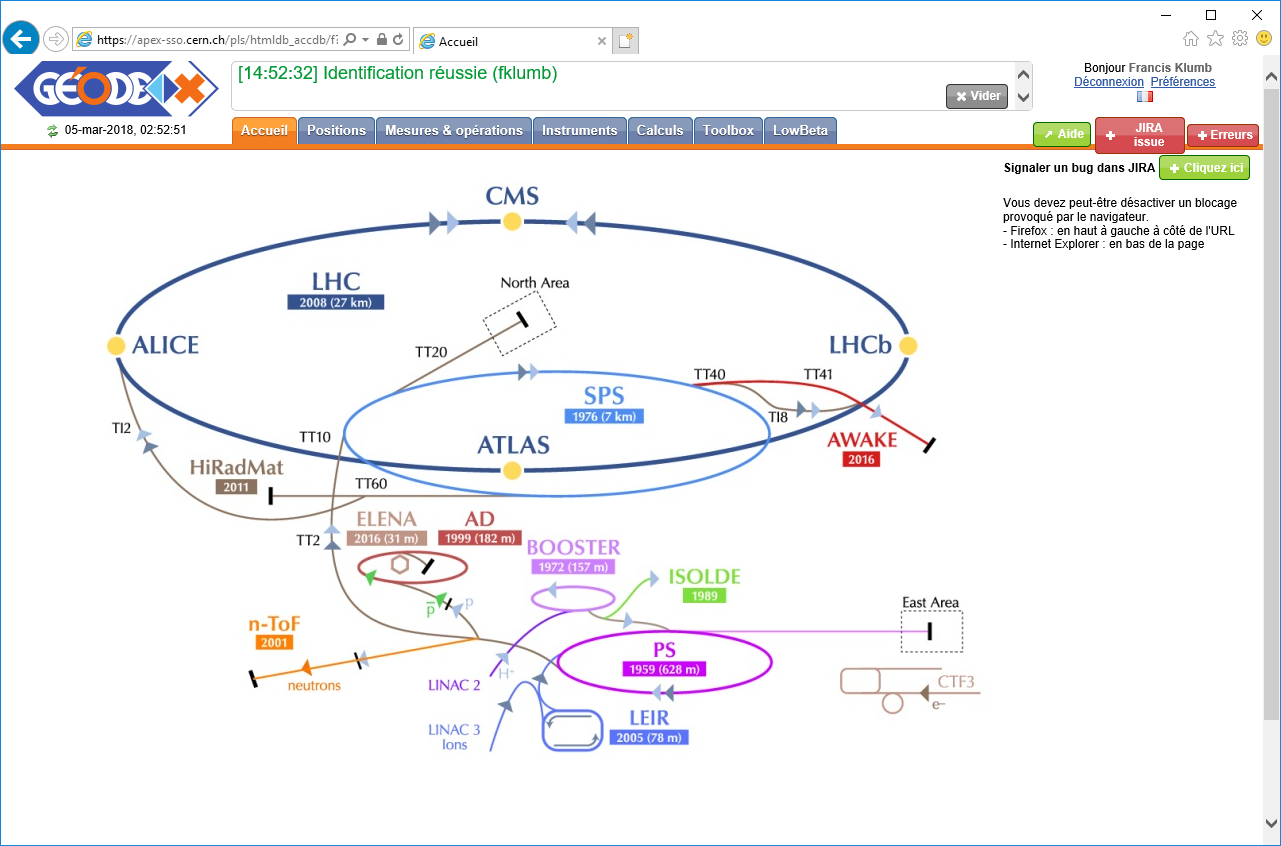 https://apex-sso.cern.ch/pls/htmldb_accdb/f?
Accueil
GÉODE
[14:52:32] Identification réussie (fklumb)
Vider
Bonjour Francis Klumb
Déconnexion Préférences
05-mar-2018, 02:52:51
Accueil
Positions
Mesures & opérations
Instruments
Calculs
Toolbox
LowBeta
Aide
JIRA
issue
Erreurs
Signaler un bug dans JIRA
Cliquez ici
Vous devez peut-être désactiver un blocage
provoqué par le navigateur.
- Firefox : en haut à gauche à côté de l'URL
- Internet Explorer : en bas de la page
CMS
LHC
2008 (27 km)
North Area
ALICE
TT20
LHCb
TT40
TT41
SPS
1976 (7 km)
TI8
TI2
TT10
ATLAS
AWAKE
2016
HiRadMat
2011
TT60
ELENA
2016 (31 m)
AD
1999 (182 m)
TT2
BOOSTER
1972 (157 m)
ISOLDE
1989
p̅
p
East Area
n-ToF
2001
neutrons
PS
1959 (628 m)
H⁻
LINAC 2
CTF3
e⁻
LEIR
2005 (78 m)
LINAC 3
Ions